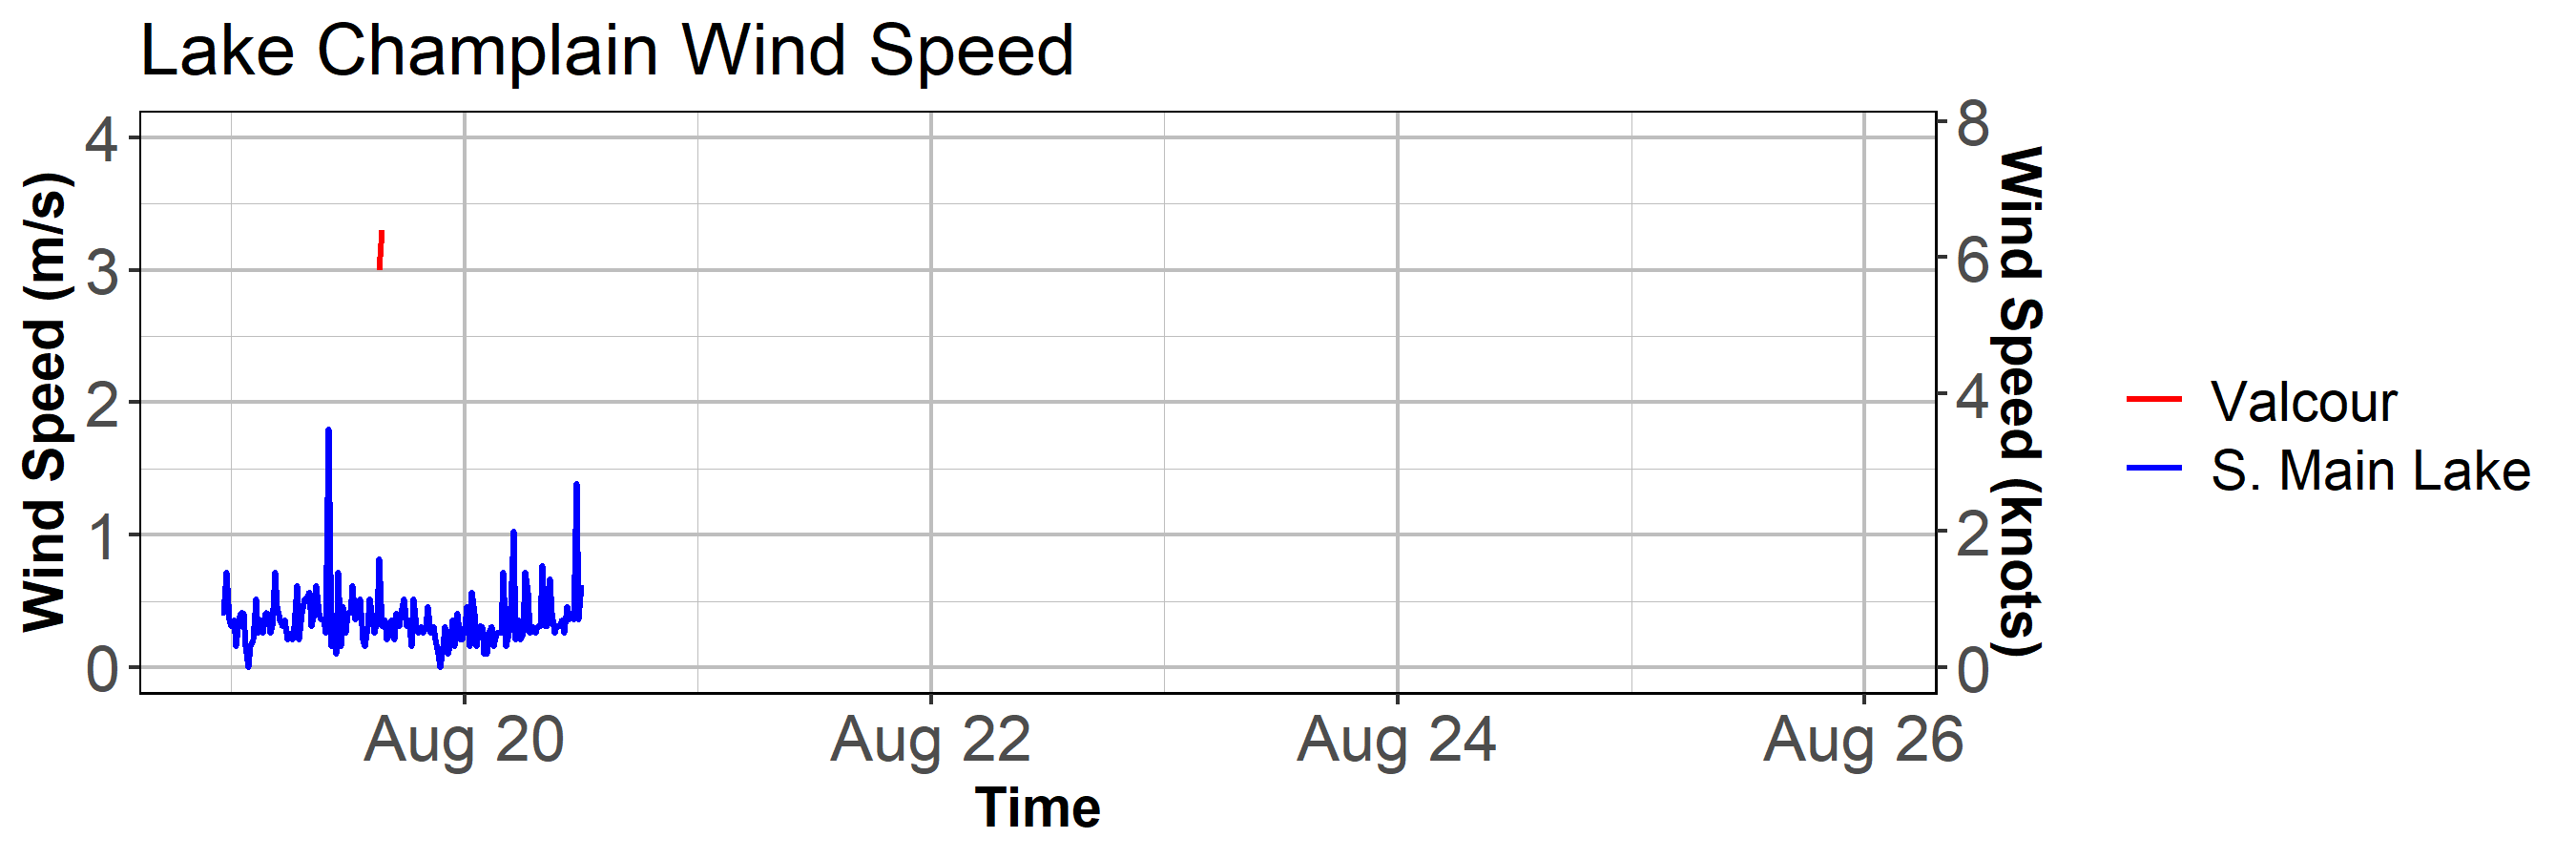 Lake Champlain Wind Speed
Wind Speed (m/s)
4
3
2
1
0
8
6
4
2
0
Wind Speed (knots)
Aug 20
Aug 22
Aug 24
Aug 26
Time
Valcour
S. Main Lake